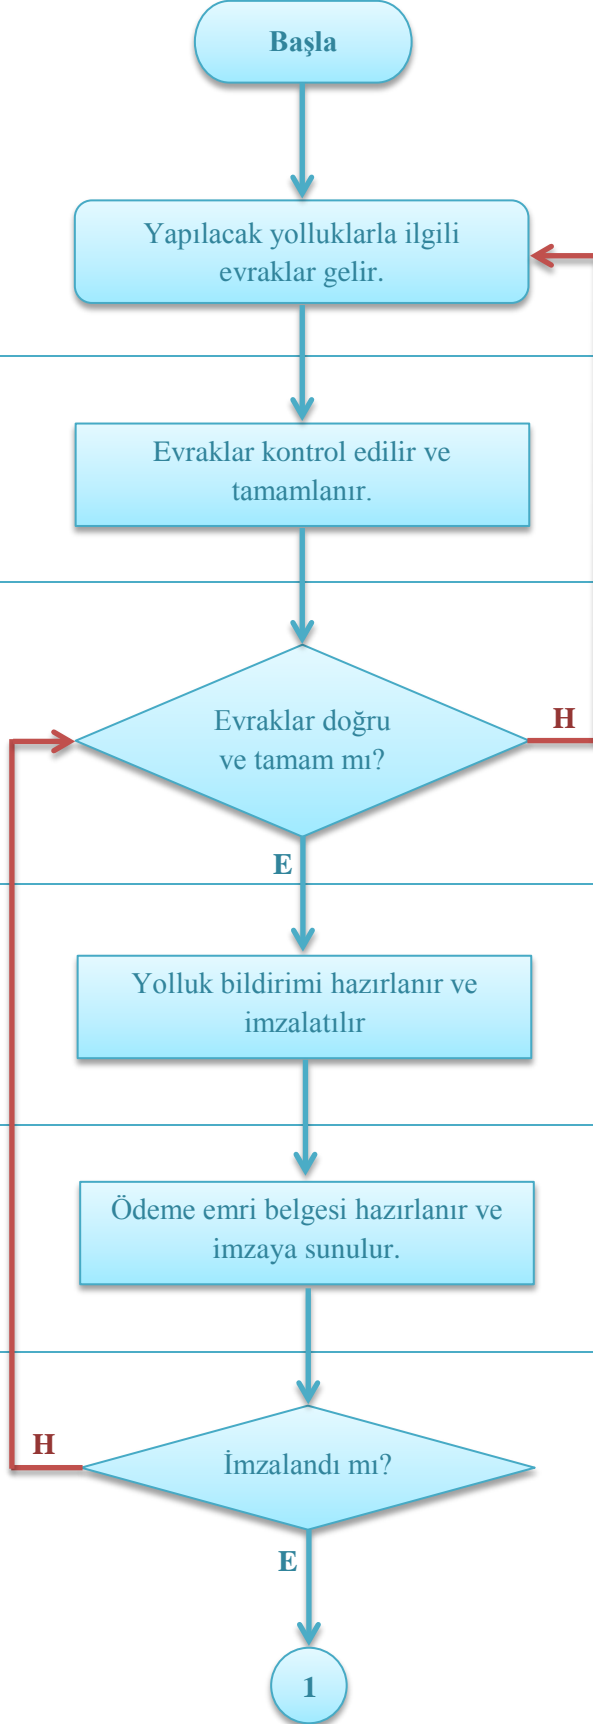 Başla
Yapılacak yolluklarla ilgili
evraklar gelir.
Evraklar kontrol edilir ve
tamamlanır.
Evraklar doğru
ve tamam mı?
H
E
Yolluk bildirimi hazırlanır ve
imzalatılır
Ödeme emri belgesi hazırlanır ve
imzaya sunulur.
H
İmzalandı mı?
E
1